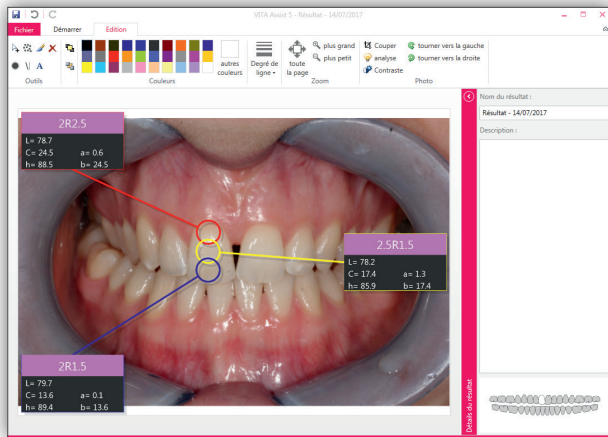 VITA Assist 5 - Résultat - 14/07/2017
Fichier
Démarrer
Edition
Outils
Couleurs
autres
couleurs
Degré de
ligne
toute
la page
plus grand
plus petit
Zoom
Couper
analyse
Contraste
tourner vers la gauche
tourner vers la droite
Photo
2R2.5
L= 78.7
C= 24.5 a= 0.6
h= 88.5 b= 24.5
2.5R1.5
L= 78.2
C= 17.4 a= 1.3
h= 85.9 b= 17.4
2R1.5
L= 79.7
C= 13.6 a= 0.1
h= 89.4 b= 13.6
Détails du résultat
Nom du résultat :
Résultat - 14/07/2017
Description :